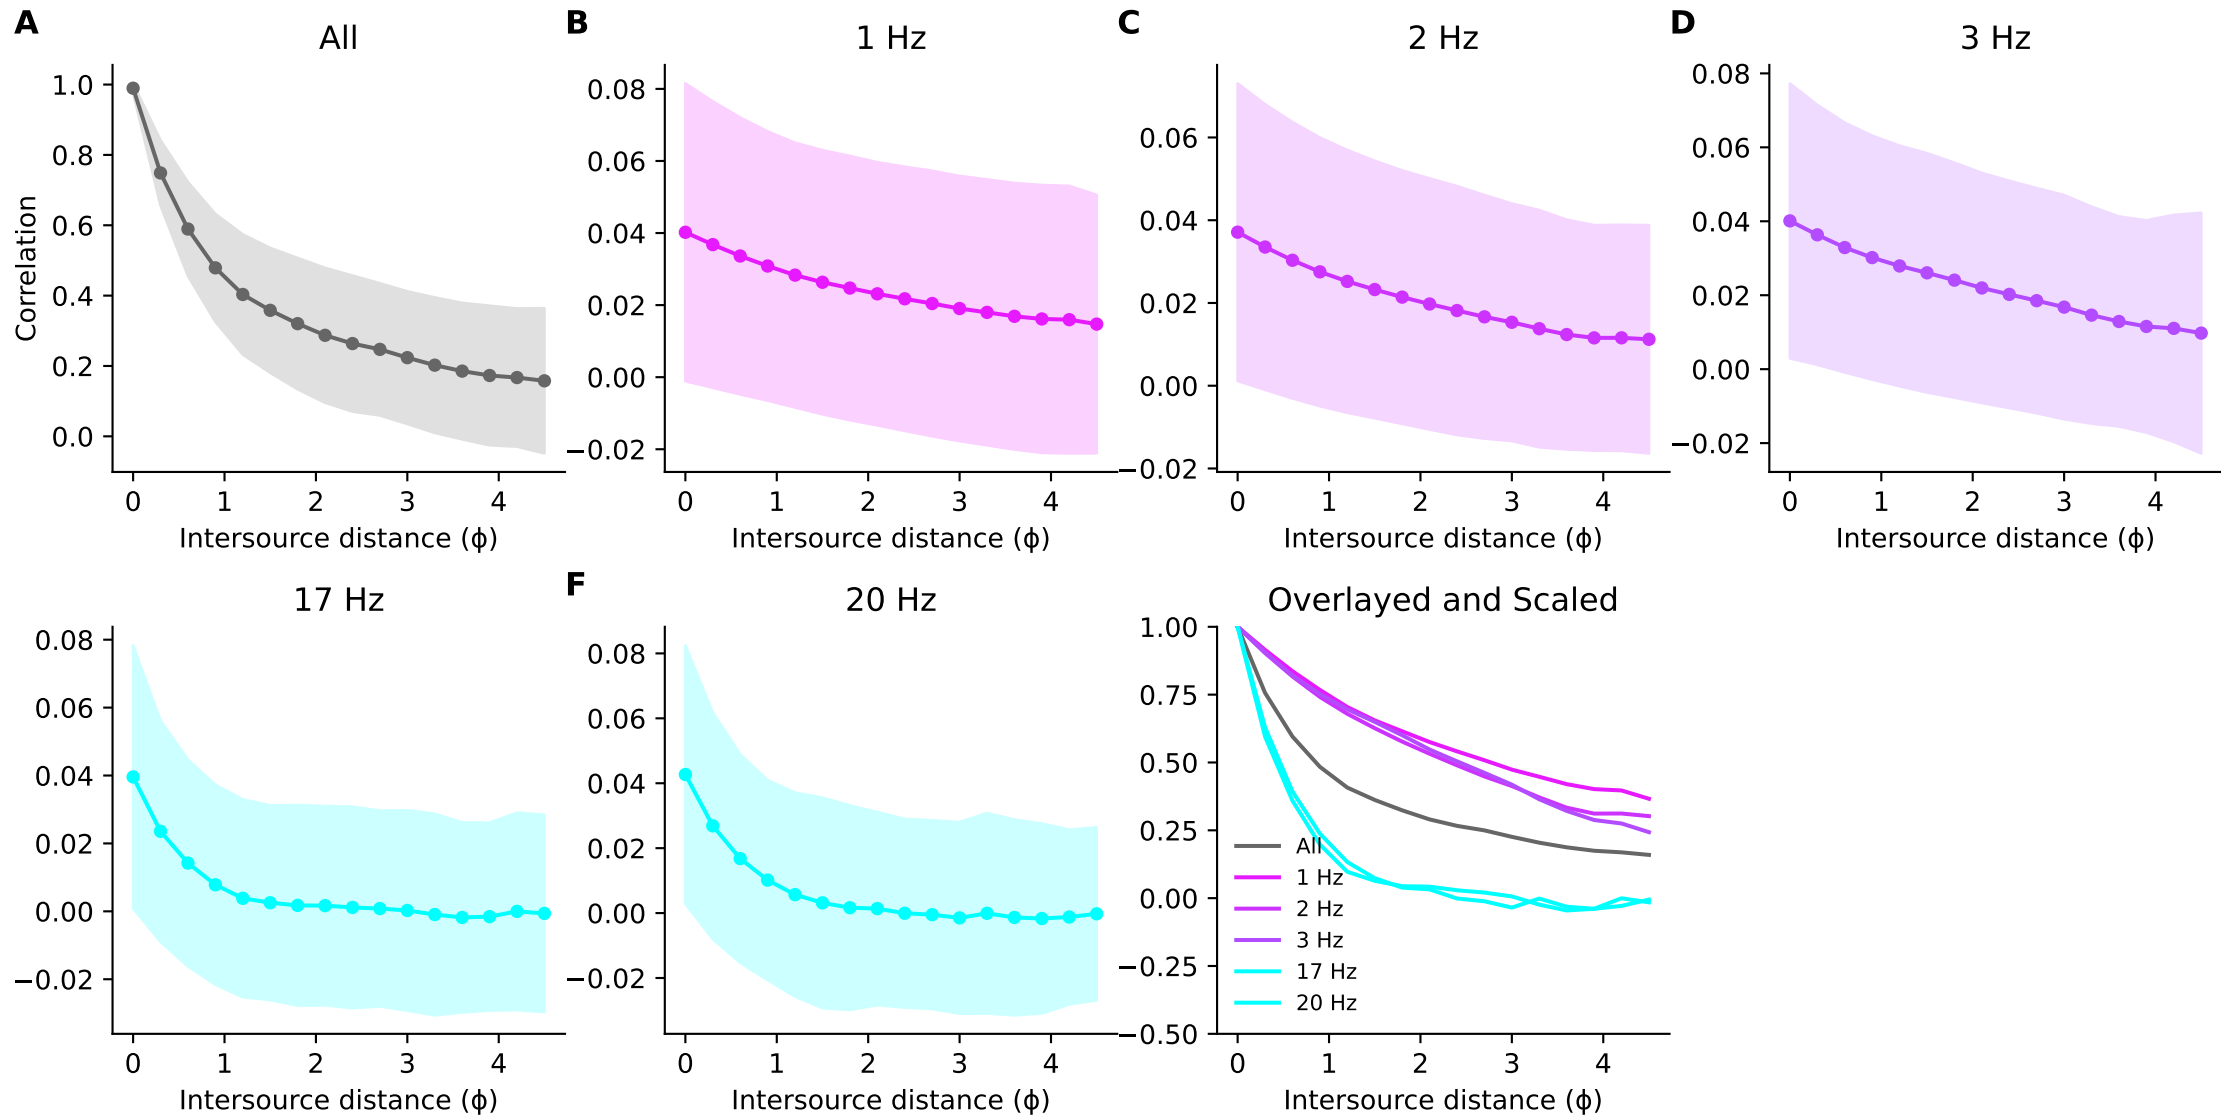 A
All
Correlation
1.0
0.8
0.6
0.4
0.2
0.0
0 1 2 3 4
Intersource distance (ϕ)
B
1 Hz
0.08
0.06
0.04
0.02
0.00
−0.02
0 1 2 3 4
Intersource distance (ϕ)
C
2 Hz
0.06
0.04
0.02
0.00
−0.02
0 1 2 3 4
Intersource distance (ϕ)
D
3 Hz
0.08
0.06
0.04
0.02
0.00
−0.02
0 1 2 3 4
Intersource distance (ϕ)
17 Hz
0.08
0.06
0.04
0.02
0.00
−0.02
0 1 2 3 4
Intersource distance (ϕ)
F
20 Hz
0.08
0.06
0.04
0.02
0.00
−0.02
0 1 2 3 4
Intersource distance (ϕ)
Overlayed and Scaled
1.00
0.75
0.50
0.25
0.00
−0.25
−0.50
All
1 Hz
2 Hz
3 Hz
17 Hz
20 Hz
0 1 2 3 4
Intersource distance (ϕ)